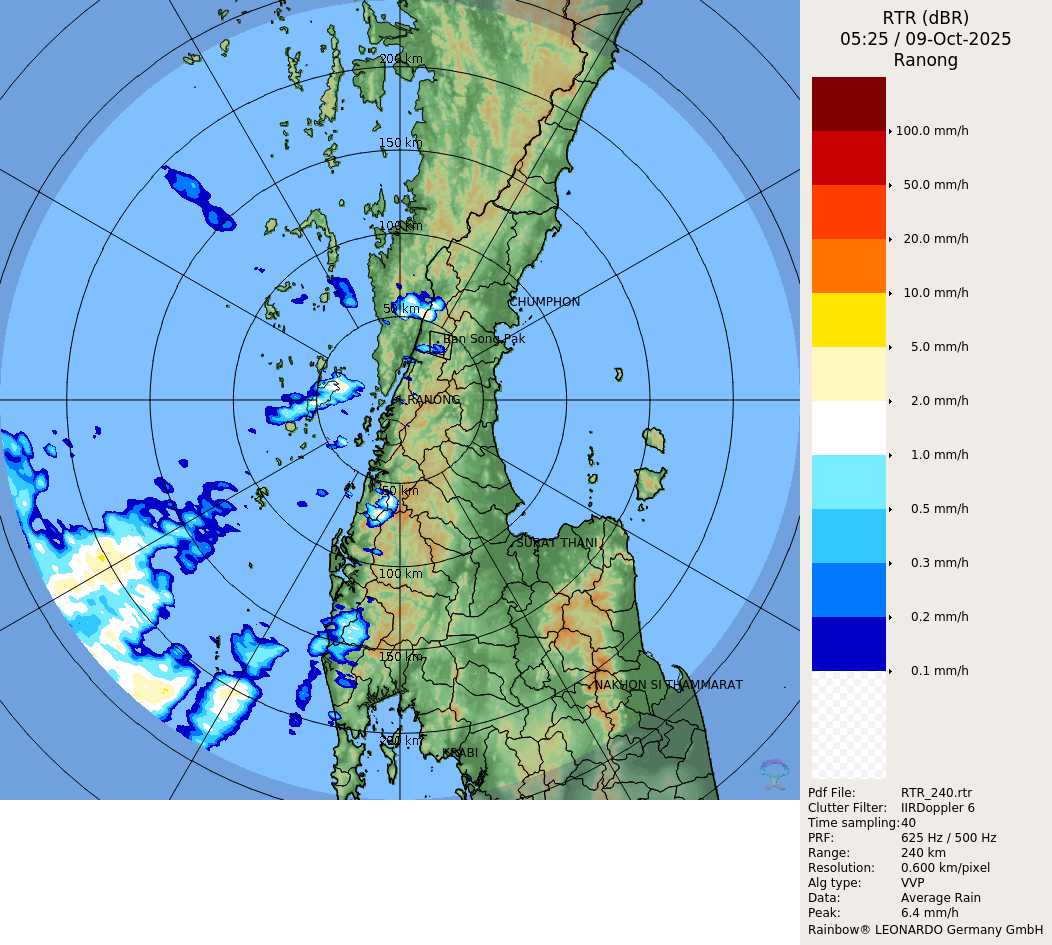 RTR (dBR)
05:25 / 09-Oct-2025
Ranong
100.0 mm/h
50.0 mm/h
20.0 mm/h
10.0 mm/h
5.0 mm/h
2.0 mm/h
1.0 mm/h
0.5 mm/h
0.3 mm/h
0.2 mm/h
0.1 mm/h
Pdf File: RTR_240.rtr
Clutter Filter: IIRDoppler 6
Time sampling: 40
PRF: 625 Hz / 500 Hz
Range: 240 km
Resolution: 0.600 km/pixel
Alg type: VVP
Data: Average Rain
Peak: 6.4 mm/h
Rainbow® LEONARDO Germany GmbH
200 km
150 km
100 km
CHUMPHON
50 km
Ban Song Pak
RANONG
50 km
SURAT THANI
100 km
150 km
NAKHON SI THAMMARAT
200 km
KRABI